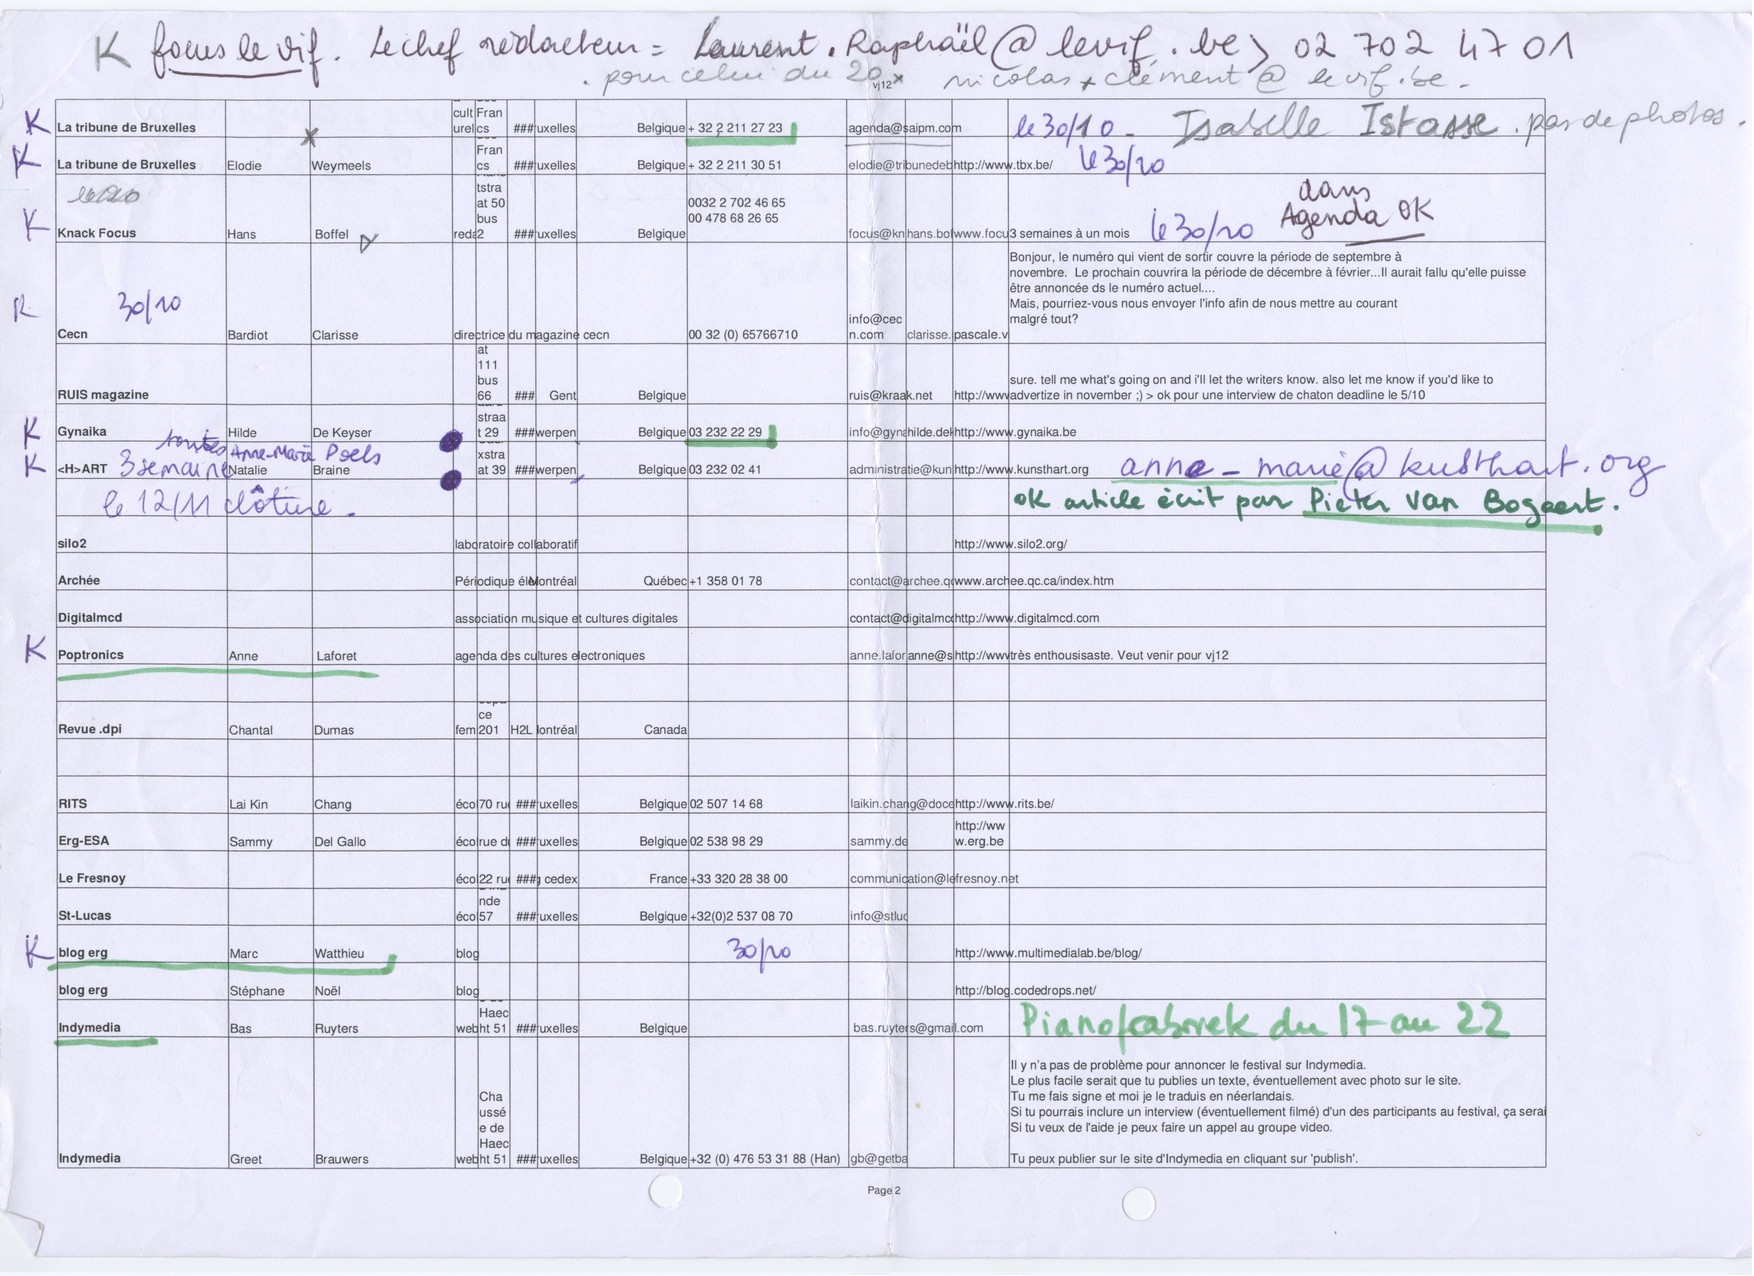 K focus le vif. Le chef rédacteur = Laurent.Raphaël@levif.be > 02 702 47 01
. pour celui du 20 nicolas clément@levif.be.
vj12
K La tribune de Bruxelles cult urel Fran cs ### uxelles Belgique + 32 2 211 27 23 agenda@saipm.com le 30/10 - Isabelle Istasse . pas de photos.
K La tribune de Bruxelles Elodie Weymeels Fran cs ### uxelles Belgique + 32 2 211 30 51 elodie@tribunedeb http://www.tbx.be/ le 30/10
K Knack Focus Hans Boffel reda tstra at 50 bus 2 ### uxelles Belgique 0032 2 702 46 65 00 478 68 26 65 focus@kn hans.bo www.focu 3 semaines à un mois le 30/10 dans Agenda OK
Bonjour, le numéro qui vient de sortir couvre la période de septembre à
novembre. Le prochain couvrira la période de décembre à février...Il aurait fallu qu'elle puisse
être annoncée ds le numéro actuel....
Mais, pourriez-vous nous envoyer l'info afin de nous mettre au courant
malgré tout?
30/10
Cecn Bardiot Clarisse directrice du magazine cecn 00 32 (0) 65766710 info@cec n.com clarisse. pascale.v
RUIS magazine at 111 bus 66 ### Gent Belgique ruis@kraak.net http://www
sure. tell me what's going on and i'll let the writers know. also let me know if you'd like to
advertize in november ;) > ok pour une interview de chaton deadline le 5/10
K Gynaika Hilde De Keyser straa t 29 ### werpen Belgique 03 232 22 29 info@gyna hilde.del http://www.gynaika.be
toutes Anne-Marie Poels
K <H>ART 3 semaine Natalie Braine xstra at 39 ### werpen Belgique 03 232 02 41 administratie@kun http://www.kunsthart.org anne-marie@kusthart.org
le 12/11 clôture. ok article écrit par Pieter Van Bogaert.
silo2 laboratoire collaboratif http://www.silo2.org/
Archée Périodique éle Montréal Québec +1 358 01 78 contact@archee.q www.archee.qc.ca/index.htm
Digitalmcd association musique et cultures digitales contact@digitalmc http://www.digitalmcd.com
K Poptronics Anne Laforet agenda des cultures electroniques anne.lafor anne@s http://www très enthousisaste. Veut venir pour vj12
Revue .dpi Chantal Dumas fem ce 201 H2L ontréal Canada
RITS Lai Kin Chang éco 70 ru ### uxelles Belgique 02 507 14 68 laikin.chang@doce http://www.rits.be/
Erg-ESA Sammy Del Gallo éco rue d ### uxelles Belgique 02 538 98 29 sammy.de http://ww w.erg.be
Le Fresnoy éco 22 ru ### cedex France +33 320 28 38 00 communication@lefresnoy.net
St-Lucas éco nde 57 ### uxelles Belgique +32(0)2 537 08 70 info@stluc
K blog erg Marc Watthieu blog 30/10 http://www.multimedialab.be/blog/
blog erg Stéphane Noël blog http://blog.codedrops.net/
Indymedia Bas Ruyters web Haec ht 51 ### uxelles Belgique bas.ruyters@gmail.com Pianofabriek du 17 au 22
Il y n'a pas de problème pour annoncer le festival sur Indymedia.
Le plus facile serait que tu publies un texte, éventuellement avec photo sur le site.
Tu me fais signe et moi je le traduis en néerlandais.
Si tu pourrais inclure un interview (éventuellement filmé) d'un des participants au festival, ça serai
Si tu veux de l'aide je peux faire un appel au groupe video.
Indymedia Greet Brauwers web Cha ussé e de Haec ht 51 ### uxelles Belgique +32 (0) 476 53 31 88 (Han) gb@getba Tu peux publier sur le site d'Indymedia en cliquant sur 'publish'.
Page 2